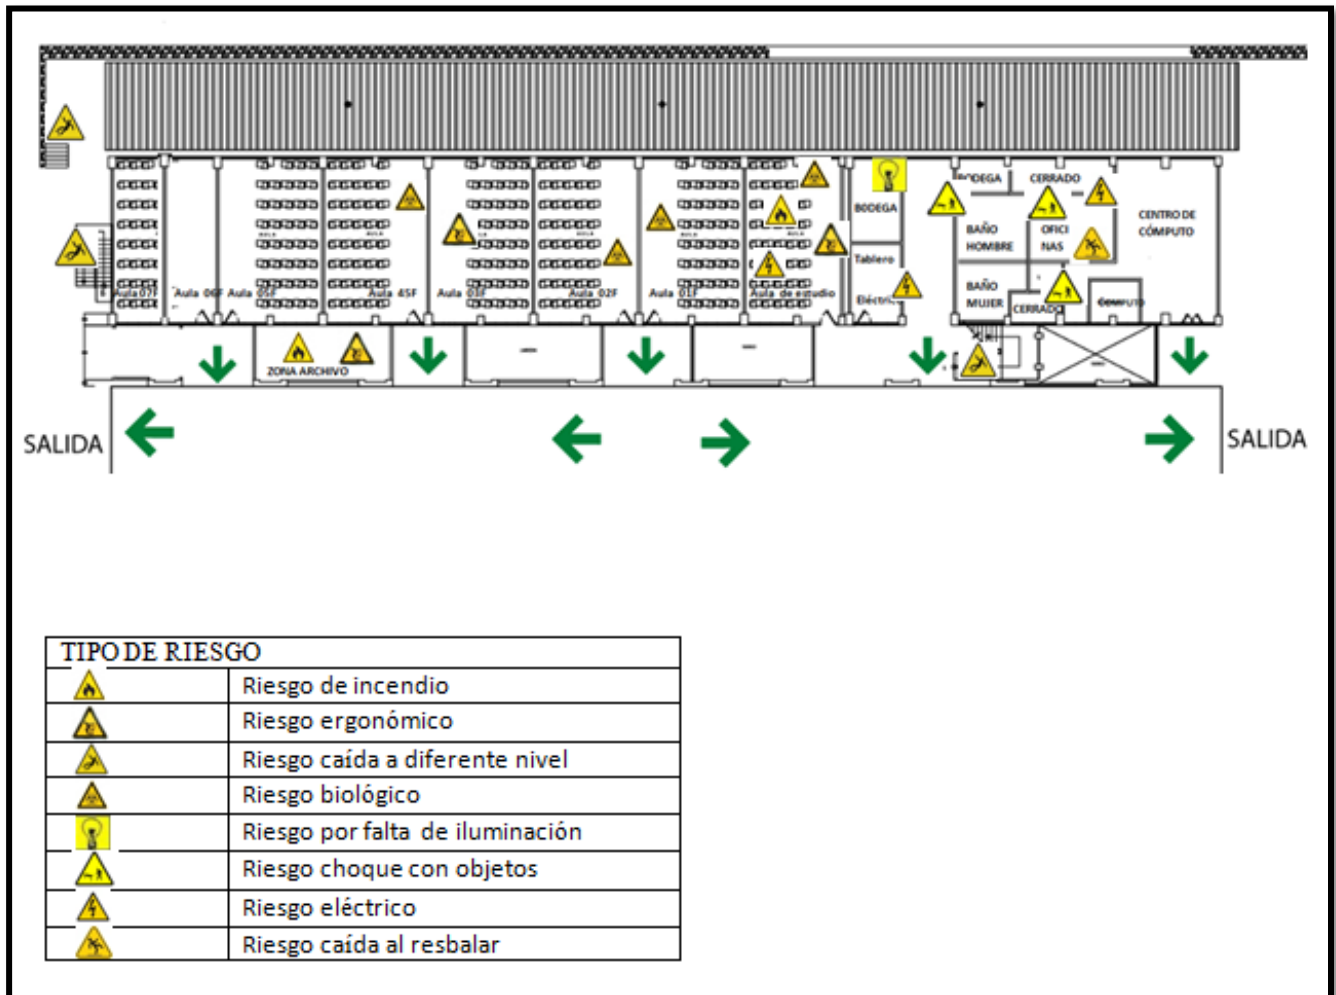 BODEGA
CERRADO
BODEGA
CENTRO DE
CÓMPUTO
BAÑO
HOMBRE
OFICI
NAS
Tablero
BAÑO
MUJER
Aula 07F
Aula 06F
Aula 05F
Aula 45F
Aula 03F
Aula 02F
Aula 01F
Aula de estudio
Eléctric
CERRADO
COMPUTO
ZONA ARCHIVO
SALIDA
SALIDA
TIPO DE RIESGO
Riesgo de incendio
Riesgo ergonómico
Riesgo caída a diferente nivel
Riesgo biológico
Riesgo por falta de iluminación
Riesgo choque con objetos
Riesgo eléctrico
Riesgo caída al resbalar